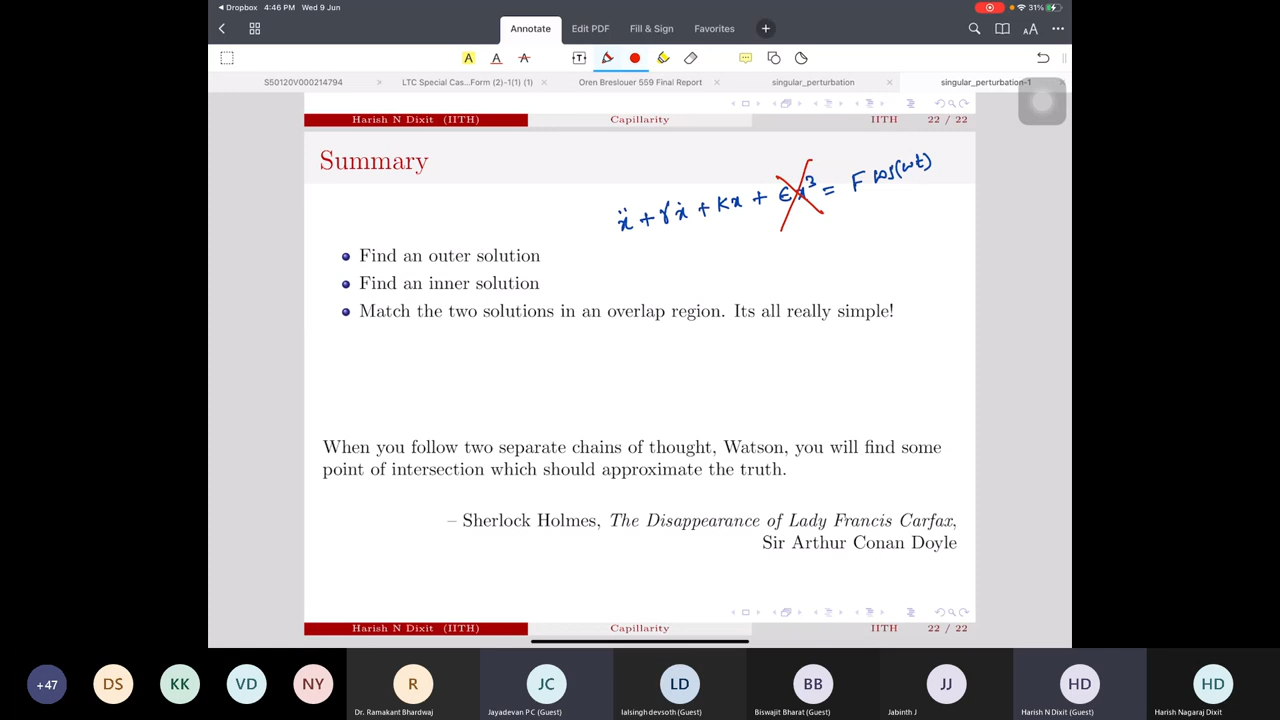 Dropbox 4:46 PM Wed 9 Jun 31%
Annotate Edit PDF Fill & Sign Favorites
S50120V000214794 LTC Special Cas...Form (2)-1(1) (1) Oren Breslouer 559 Final Report singular_perturbation singular_perturbation-1
Harish N Dixit (IITH) Capillarity IITH 22 / 22
Summary
ẍ + γẋ + Kx + εx³ = F cos(ωt)
Find an outer solution
Find an inner solution
Match the two solutions in an overlap region. Its all really simple!
When you follow two separate chains of thought, Watson, you will find some
point of intersection which should approximate the truth.
– Sherlock Holmes, The Disappearance of Lady Francis Carfax,
Sir Arthur Conan Doyle
Harish N Dixit (IITH) Capillarity IITH 22 / 22
+47 DS KK VD NY R JC LD BB JJ HD HD
Dr. Ramakant Bhardwaj Jayadevan P C (Guest) lalsingh devsoth (Guest) Biswajit Bharat (Guest) Jabinth J Harish N Dixit (Guest) Harish Nagaraj Dixit